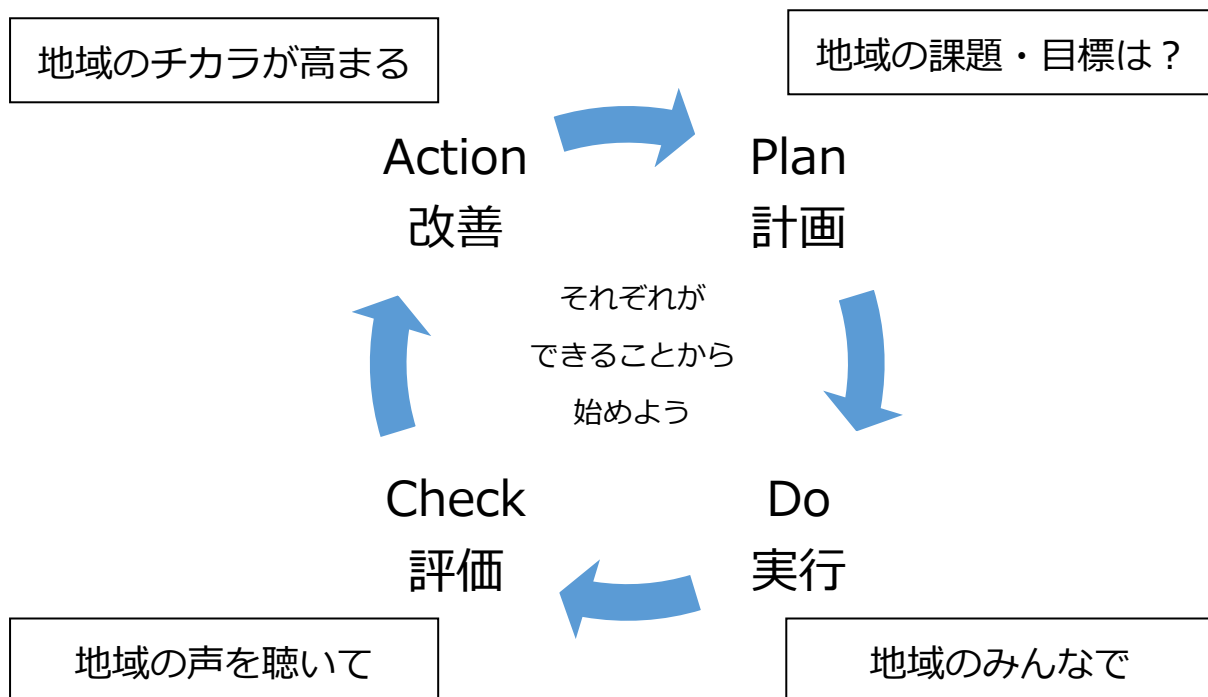 地域のチカラが高まる
地域の課題・目標は？
Action
改善
Plan
計画
それぞれが
できることから
始めよう
Check
評価
Do
実行
地域の声を聴いて
地域のみんなで